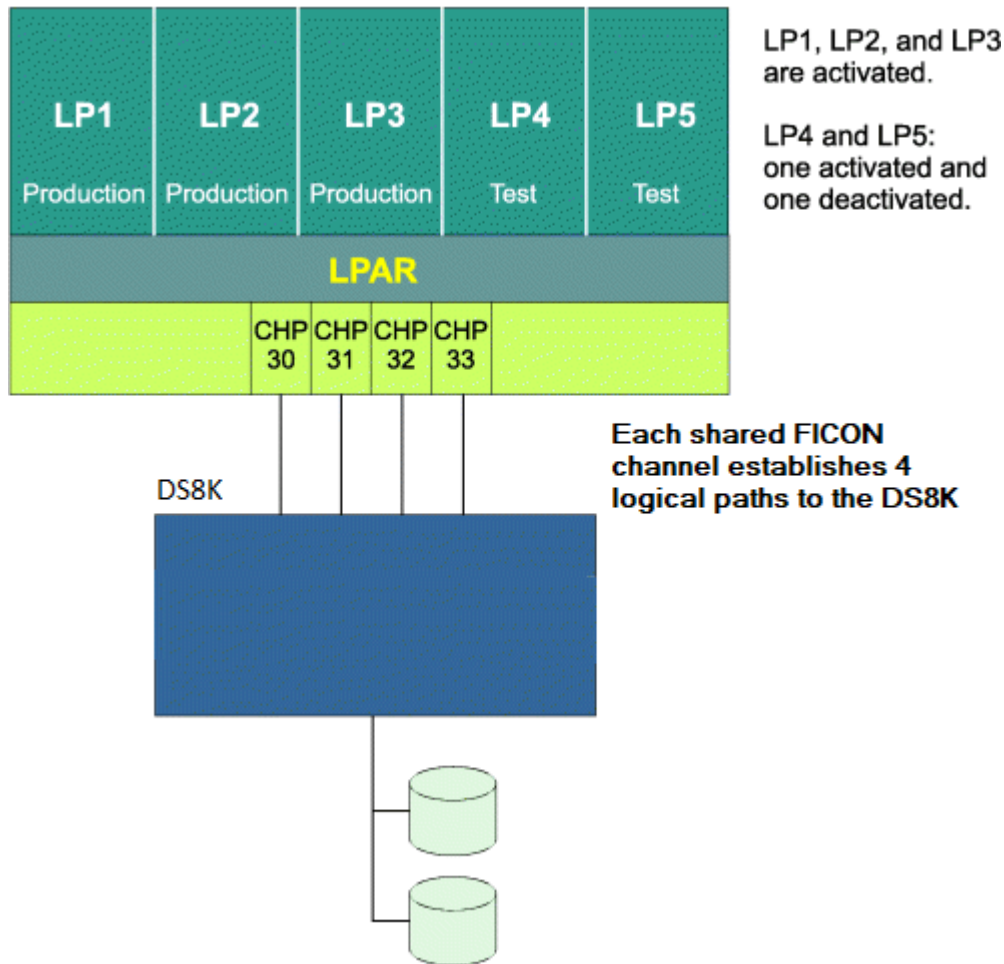 LP1 LP2 LP3 LP4 LP5
Production Production Production Test Test
LP1, LP2, and LP3
are activated.
LP4 and LP5:
one activated and
one deactivated.
LPAR
CHP CHP CHP CHP
30 31 32 33
Each shared FICON
channel establishes 4
logical paths to the DS8K
DS8K